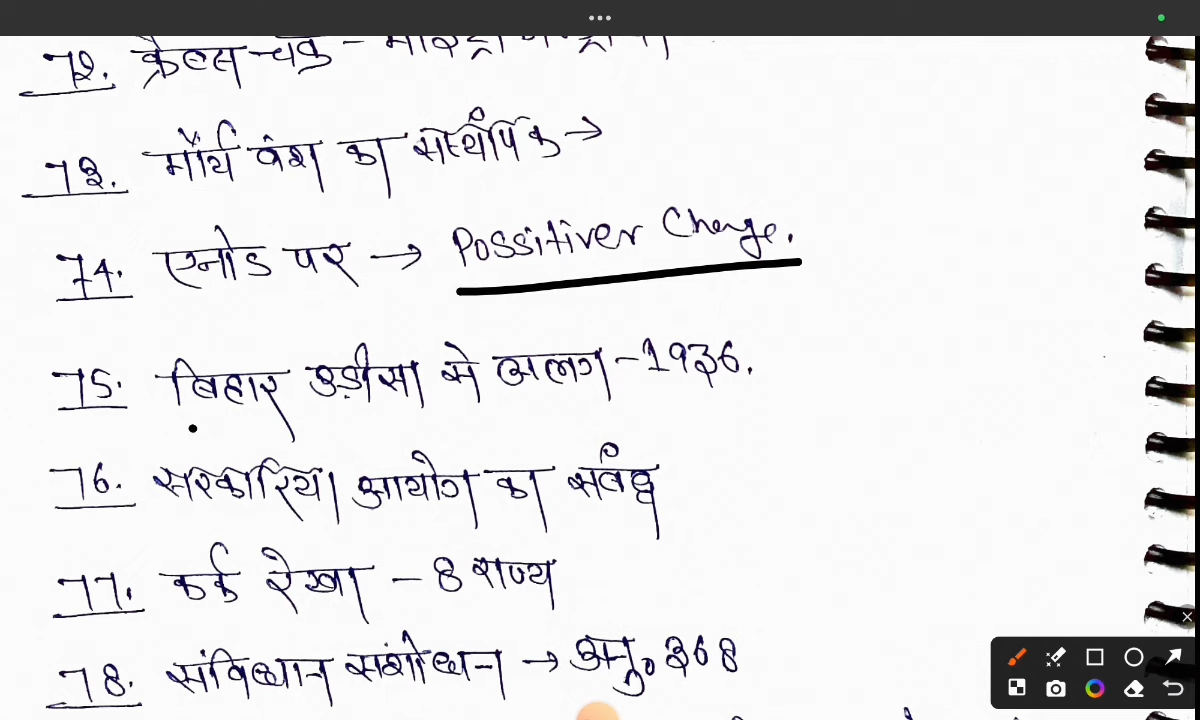 72. क्रेब्स-चक्र -
73. मौर्य वंश का सस्थांपिक →
74. एनोड पर → Possitiver Charge.
75. बिहार उड़ीसा से अलग - 1936.
76. सरकारिया आयोग का संबंद्ध
77. कर्क रेखा - 8 राज्य
78. संविधान संशोधन → अनु० 368